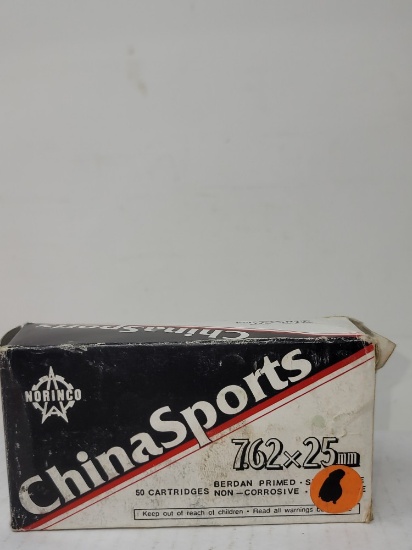 ChinaSports
NORINCO
ChinaSports
7.62×25mm
BERDAN PRIMED •
50 CARTRIDGES NON—CORROSIVE •
Keep out of reach of children • Read all warnings